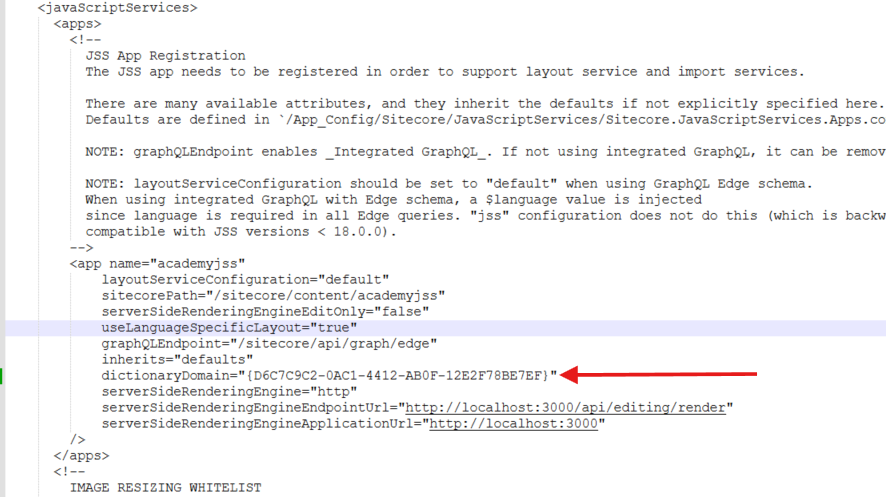 <javaScriptServices>
<apps>
<!--
JSS App Registration
The JSS app needs to be registered in order to support layout service and import services.
There are many available attributes, and they inherit the defaults if not explicitly specified here.
Defaults are defined in `/App_Config/Sitecore/JavaScriptServices/Sitecore.JavaScriptServices.Apps.co
NOTE: graphQLEndpoint enables _Integrated GraphQL_. If not using integrated GraphQL, it can be remov
NOTE: layoutServiceConfiguration should be set to "default" when using GraphQL Edge schema.
When using integrated GraphQL with Edge schema, a $language value is injected
since language is required in all Edge queries. "jss" configuration does not do this (which is backw
compatible with JSS versions < 18.0.0).
-->
<app name="academyjss"
layoutServiceConfiguration="default"
sitecorePath="/sitecore/content/academyjss"
serverSideRenderingEngineEditOnly="false"
useLanguageSpecificLayout="true"
graphQLEndpoint="/sitecore/api/graph/edge"
inherits="defaults"
dictionaryDomain="{D6C7C9C2-0AC1-4412-AB0F-12E2F78BE7EF}"
serverSideRenderingEngine="http"
serverSideRenderingEngineEndpointUrl="http://localhost:3000/api/editing/render"
serverSideRenderingEngineApplicationUrl="http://localhost:3000"
/>
</apps>
<!--
IMAGE RESIZING WHITELIST